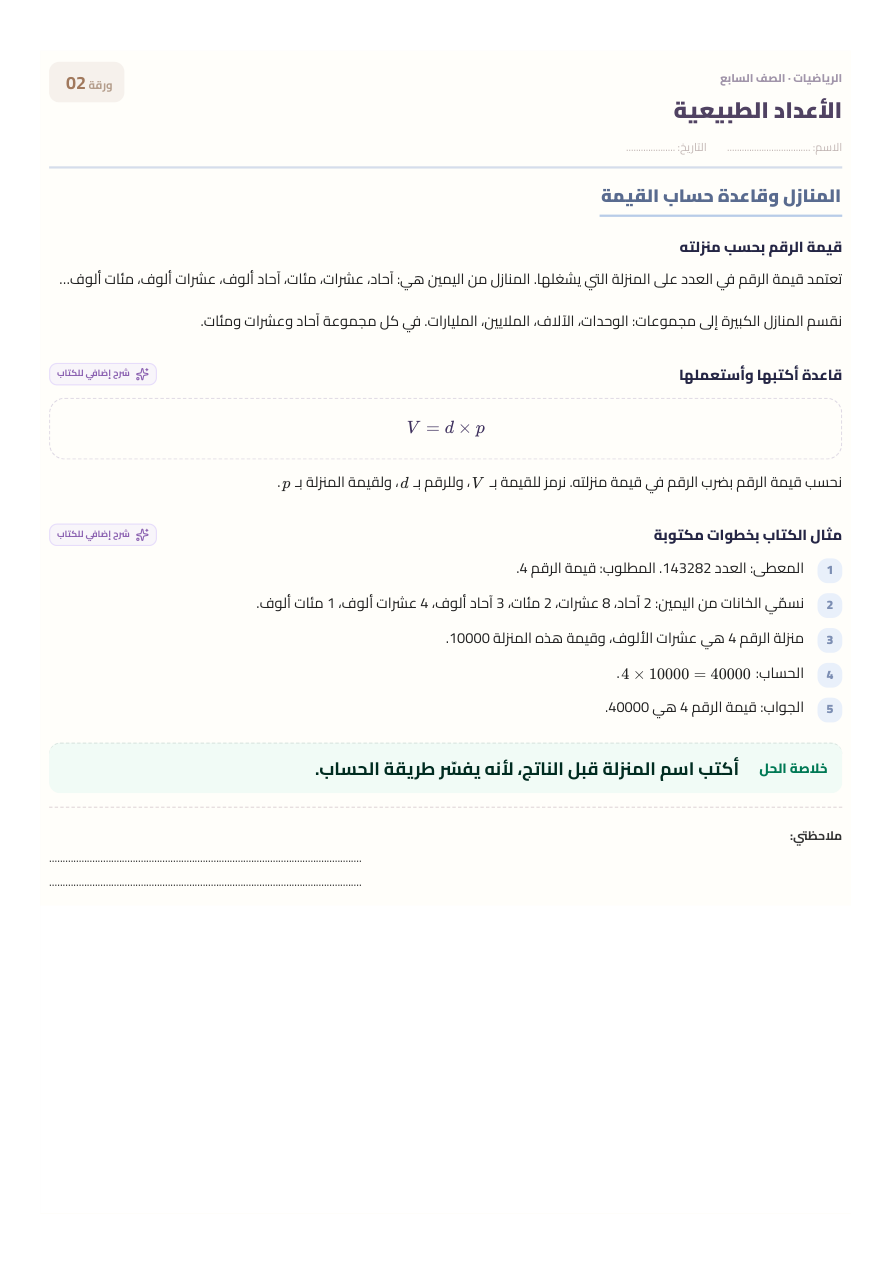 الرياضيات · الصف السابع
ورقة 02
الأعداد الطبيعية
الاسم: .................................. التاريخ: ....................
المنازل وقاعدة حساب القيمة
قيمة الرقم بحسب منزلته
تعتمد قيمة الرقم في العدد على المنزلة التي يشغلها. المنازل من اليمين هي: آحاد، عشرات، مئات، آحاد ألوف، عشرات ألوف، مئات ألوف...
نقسم المنازل الكبيرة إلى مجموعات: الوحدات، الآلاف، الملايين، المليارات. في كل مجموعة آحاد وعشرات ومئات.
قاعدة أكتبها وأستعملها
شرح إضافي للكتاب
V = d × p
نحسب قيمة الرقم بضرب الرقم في قيمة منزلته. نرمز للقيمة بـ V، وللرقم بـ d، ولقيمة المنزلة بـ p.
مثال الكتاب بخطوات مكتوبة
شرح إضافي للكتاب
1 المعطى: العدد 143282. المطلوب: قيمة الرقم 4.
2 نسمّي الخانات من اليمين: 2 آحاد، 8 عشرات، 2 مئات، 3 آحاد ألوف، 4 عشرات ألوف، 1 مئات ألوف.
3 منزلة الرقم 4 هي عشرات الألوف، وقيمة هذه المنزلة 10000.
4 الحساب: 4 × 10000 = 40000.
5 الجواب: قيمة الرقم 4 هي 40000.
خلاصة الحل أكتب اسم المنزلة قبل الناتج، لأنه يفسّر طريقة الحساب.
ملاحظتي: